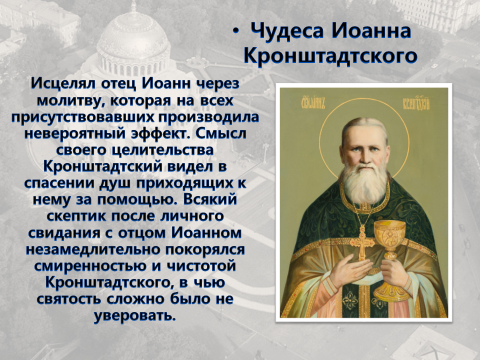 • Чудеса Иоанна
Кронштадтского
Исцелял отец Иоанн через
молитву, которая на всех
присутствовавших производила
невероятный эффект. Смысл
своего целительства
Кронштадтский видел в
спасении душ приходящих к
нему за помощью. Всякий
скептик после личного
свидания с отцом Иоанном
незамедлительно покорялся
смиренностью и чистотой
Кронштадтского, в чью
святость сложно было не
уверовать.